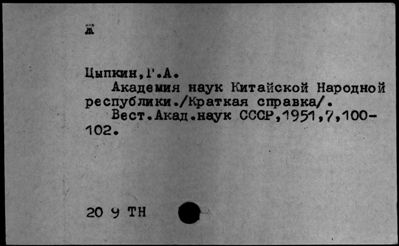 Ж
Цыпкин,Г.А.
Академия наук Китайской Народной
республики./Краткая справка/.
Вест.Акад.наук СССР,1951,7,100-
102.
20 9 ТН